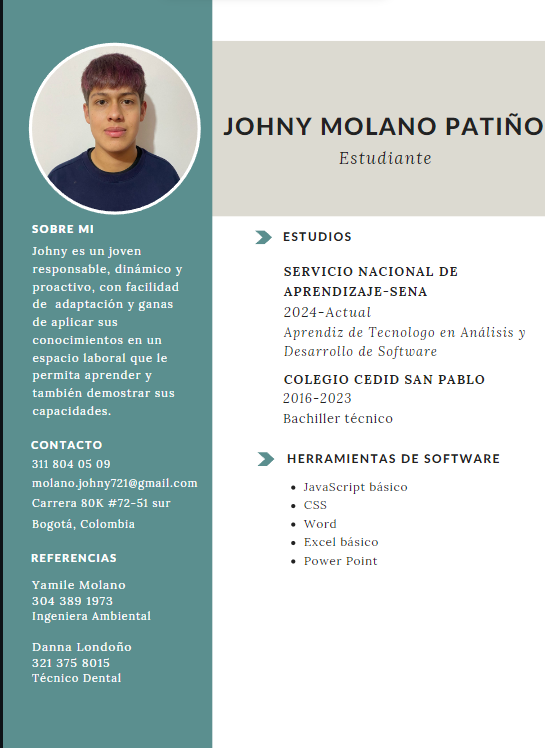 JOHNY MOLANO PATIÑO
Estudiante
SOBRE MI
Johny es un joven
responsable, dinámico y
proactivo, con facilidad
de adaptación y ganas
de aplicar sus
conocimientos en un
espacio laboral que le
permita aprender y
también demostrar sus
capacidades.
CONTACTO
311 804 05 09
molano.johny721@gmail.com
Carrera 80K #72-51 sur
Bogotá, Colombia
REFERENCIAS
Yamile Molano
304 389 1973
Ingeniera Ambiental
Danna Londoño
321 375 8015
Técnico Dental
ESTUDIOS
SERVICIO NACIONAL DE
APRENDIZAJE-SENA
2024-Actual
Aprendiz de Tecnologo en Análisis y
Desarrollo de Software
COLEGIO CEDID SAN PABLO
2016-2023
Bachiller técnico
HERRAMIENTAS DE SOFTWARE
• JavaScript básico
• CSS
• Word
• Excel básico
• Power Point